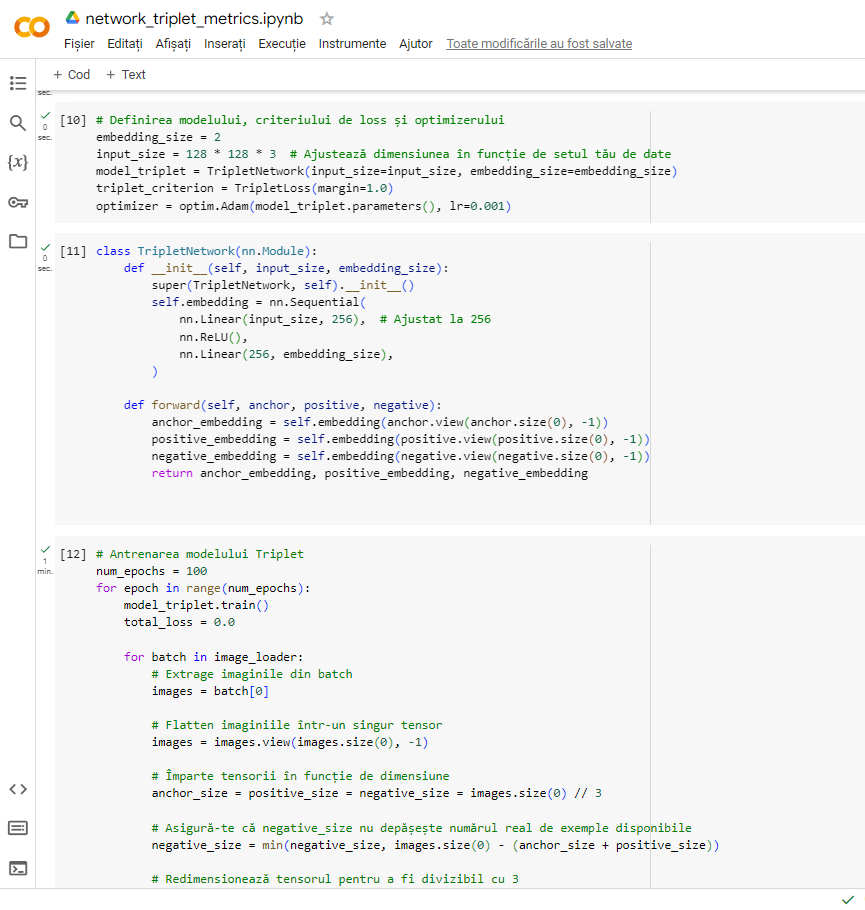 network_triplet_metrics.ipynb
Fișier Editați Afișați Inserați Execuție Instrumente Ajutor Toate modificările au fost salvate
+ Cod + Text
sec.
[10] # Definirea modelului, criteriului de loss și optimizerului
0
sec.
embedding_size = 2
input_size = 128 * 128 * 3  # Ajustează dimensiunea în funcție de setul tău de date
model_triplet = TripletNetwork(input_size=input_size, embedding_size=embedding_size)
triplet_criterion = TripletLoss(margin=1.0)
optimizer = optim.Adam(model_triplet.parameters(), lr=0.001)
[11] class TripletNetwork(nn.Module):
0
sec.
    def __init__(self, input_size, embedding_size):
        super(TripletNetwork, self).__init__()
        self.embedding = nn.Sequential(
            nn.Linear(input_size, 256),  # Ajustat la 256
            nn.ReLU(),
            nn.Linear(256, embedding_size),
        )
    def forward(self, anchor, positive, negative):
        anchor_embedding = self.embedding(anchor.view(anchor.size(0), -1))
        positive_embedding = self.embedding(positive.view(positive.size(0), -1))
        negative_embedding = self.embedding(negative.view(negative.size(0), -1))
        return anchor_embedding, positive_embedding, negative_embedding
[12] # Antrenarea modelului Triplet
1
min.
num_epochs = 100
for epoch in range(num_epochs):
    model_triplet.train()
    total_loss = 0.0
    for batch in image_loader:
        # Extrage imaginile din batch
        images = batch[0]
        # Flatten imaginiile într-un singur tensor
        images = images.view(images.size(0), -1)
        # Împarte tensorii în funcție de dimensiune
        anchor_size = positive_size = negative_size = images.size(0) // 3
        # Asigură-te că negative_size nu depășește numărul real de exemple disponibile
        negative_size = min(negative_size, images.size(0) - (anchor_size + positive_size))
        # Redimensionează tensorul pentru a fi divizibil cu 3